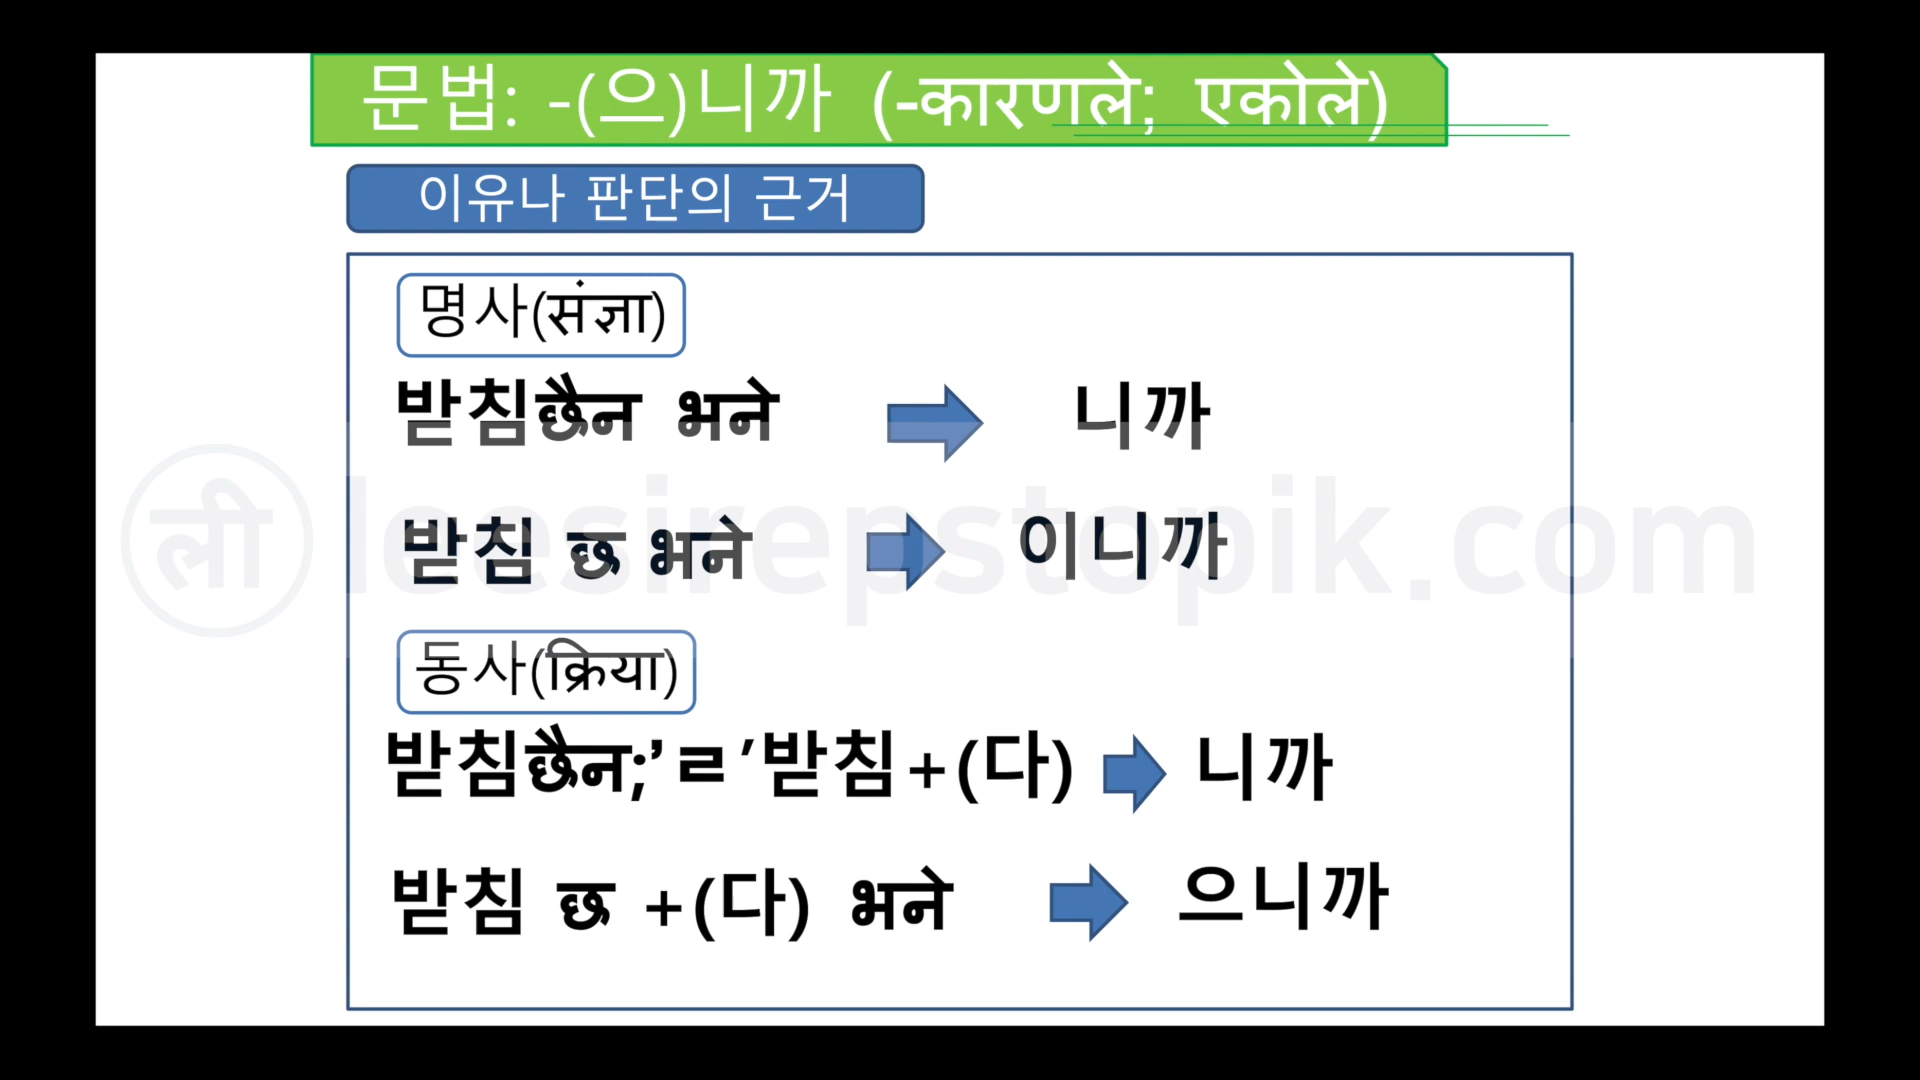 문법: -(으)니까 (-कारणले; एकोले)
이유나 판단의 근거
명사(संज्ञा)
받침छैन भने 니까
받침 छ भने 이니까
ली leesirepstopik.com
동사(क्रिया)
받침छैन;’ㄹ’받침+(다) 니까
받침 छ +(다) भने 으니까